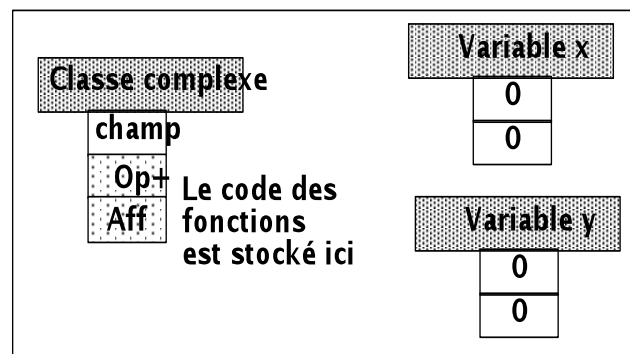 Classe complexe
champ
Op+
Aff
Le code des
fonctions
est stocké ici
Variable x
0
0
Variable y
0
0